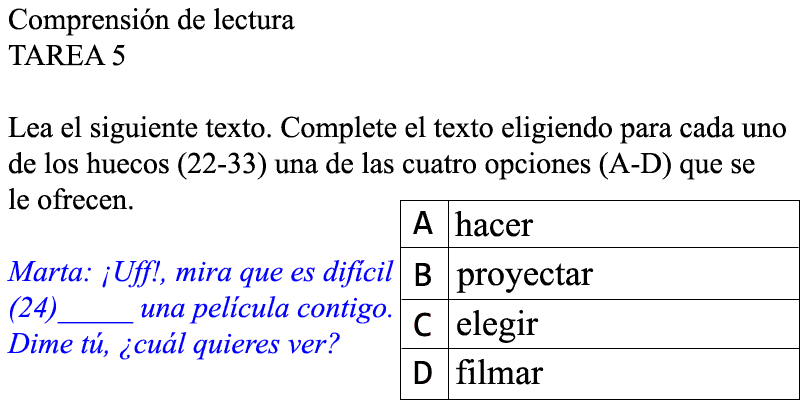 Comprensión de lectura
TAREA 5
Lea el siguiente texto. Complete el texto eligiendo para cada uno
de los huecos (22-33) una de las cuatro opciones (A-D) que se
le ofrecen.
Marta: ¡Uff!, mira que es difícil
(24)_____ una película contigo.
Dime tú, ¿cuál quieres ver?
A hacer
B proyectar
C elegir
D filmar